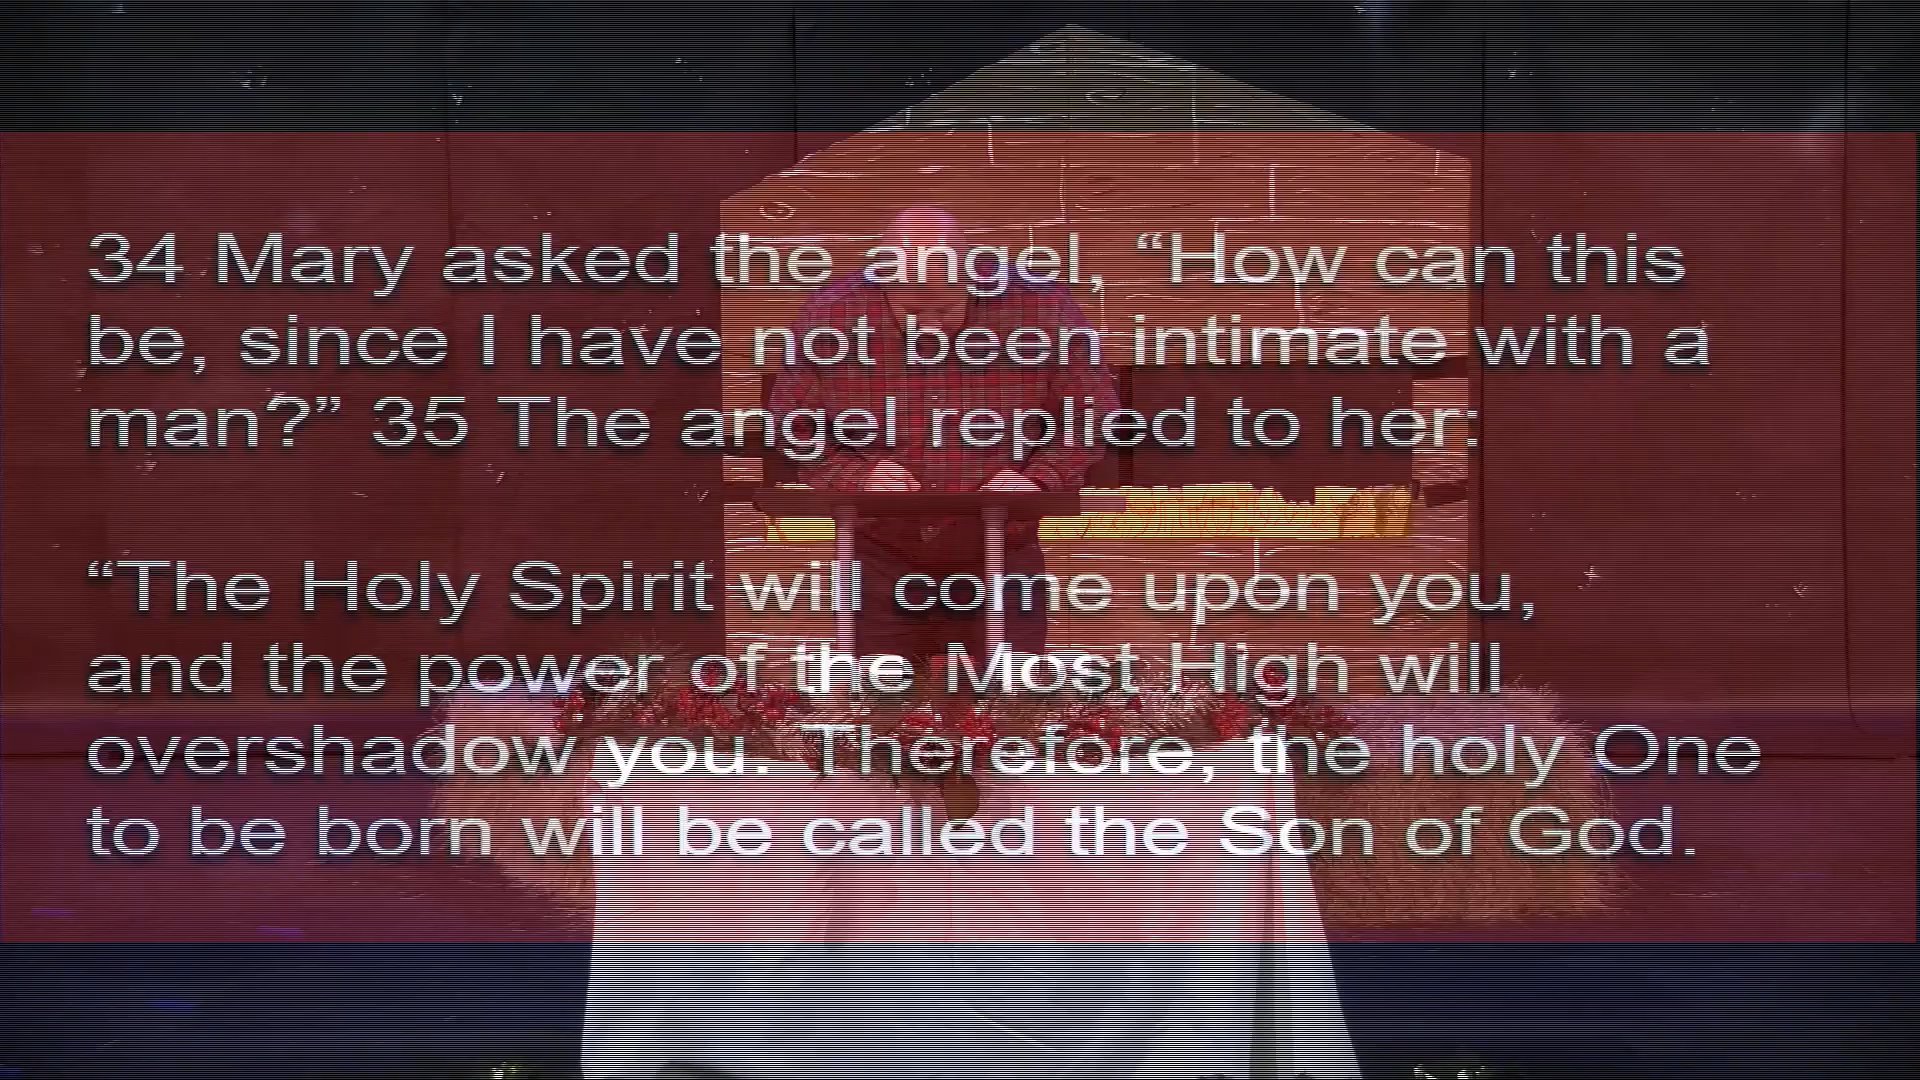 34 Mary asked the angel, “How can this
be, since I have not been intimate with a
man?” 35 The angel replied to her:
“The Holy Spirit will come upon you,
and the power of the Most High will
overshadow you. Therefore, the holy One
to be born will be called the Son of God.